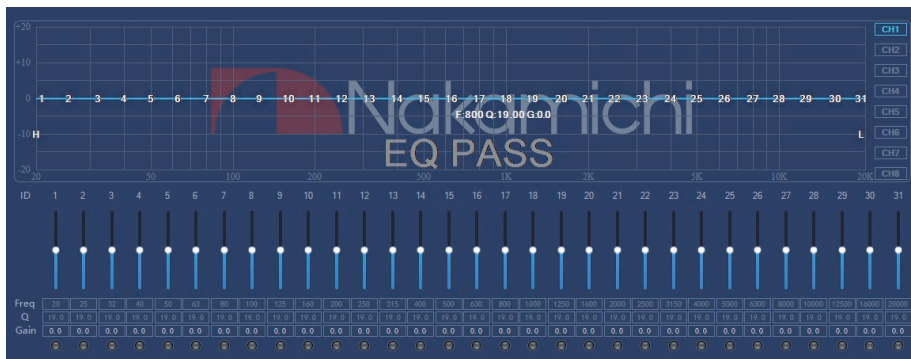 +20
CH1
CH2
+10
CH3
CH4
0 1 2 3 4 5 6 7 8 9 10 11 12 13 14 15 16 17 18 19 20 21 22 23 24 25 26 27 28 29 30 31
Nakamichi
F:800 Q:19.00 G:0.0
CH5
-10 H L CH6
EQ PASS
CH7
-20
20 50 100 200 500 1K 2K 5K 10K 20K CH8
ID 1 2 3 4 5 6 7 8 9 10 11 12 13 14 15 16 17 18 19 20 21 22 23 24 25 26 27 28 29 30 31
Freq 20 25 32 40 50 63 80 100 125 160 200 250 315 400 500 630 800 1000 1250 1600 2000 2500 3150 4000 5000 6300 8000 10000 12500 16000 20000
Q 19.0 19.0 19.0 19.0 19.0 19.0 19.0 19.0 19.0 19.0 19.0 19.0 19.0 19.0 19.0 19.0 19.0 19.0 19.0 19.0 19.0 19.0 19.0 19.0 19.0 19.0 19.0 19.0 19.0 19.0 19.0
Gain 0.0 0.0 0.0 0.0 0.0 0.0 0.0 0.0 0.0 0.0 0.0 0.0 0.0 0.0 0.0 0.0 0.0 0.0 0.0 0.0 0.0 0.0 0.0 0.0 0.0 0.0 0.0 0.0 0.0 0.0 0.0